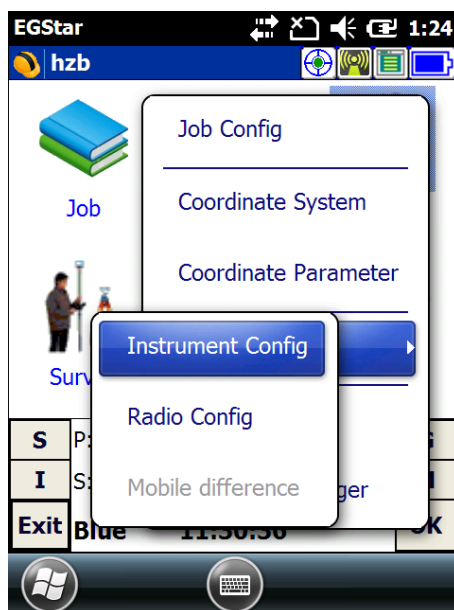 EGStar 1:24
hzb
Job Config
Job
Coordinate System
Coordinate Parameter
Instrument Config
Radio Config
Mobile difference
ger
Surv
S P:
I S:
Exit Blue 11:50:56 OK